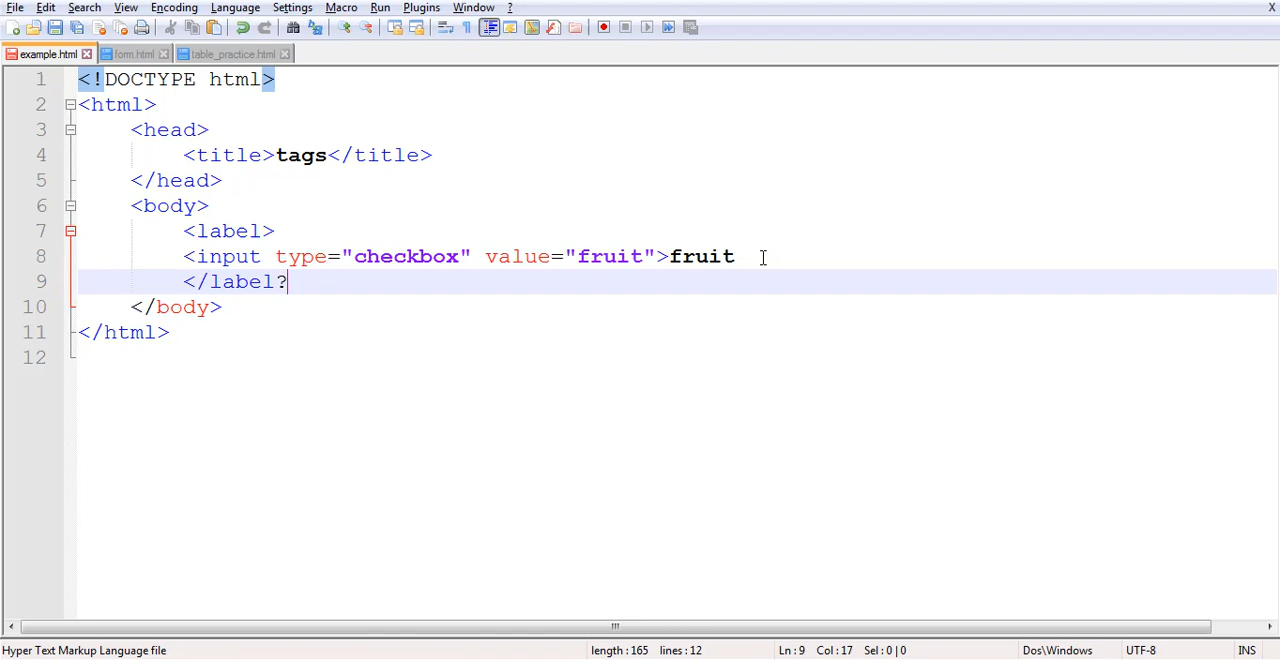 File Edit Search View Encoding Language Settings Macro Run Plugins Window ? X
example.html form.html table_practice.html
1 <!DOCTYPE html>
2 <html>
3 <head>
4 <title>tags</title>
5 </head>
6 <body>
7 <label>
8 <input type="checkbox" value="fruit">fruit
9 </label?
10 </body>
11 </html>
12
Hyper Text Markup Language file length : 165 lines : 12 Ln : 9 Col : 17 Sel : 0 | 0 Dos\Windows UTF-8 INS